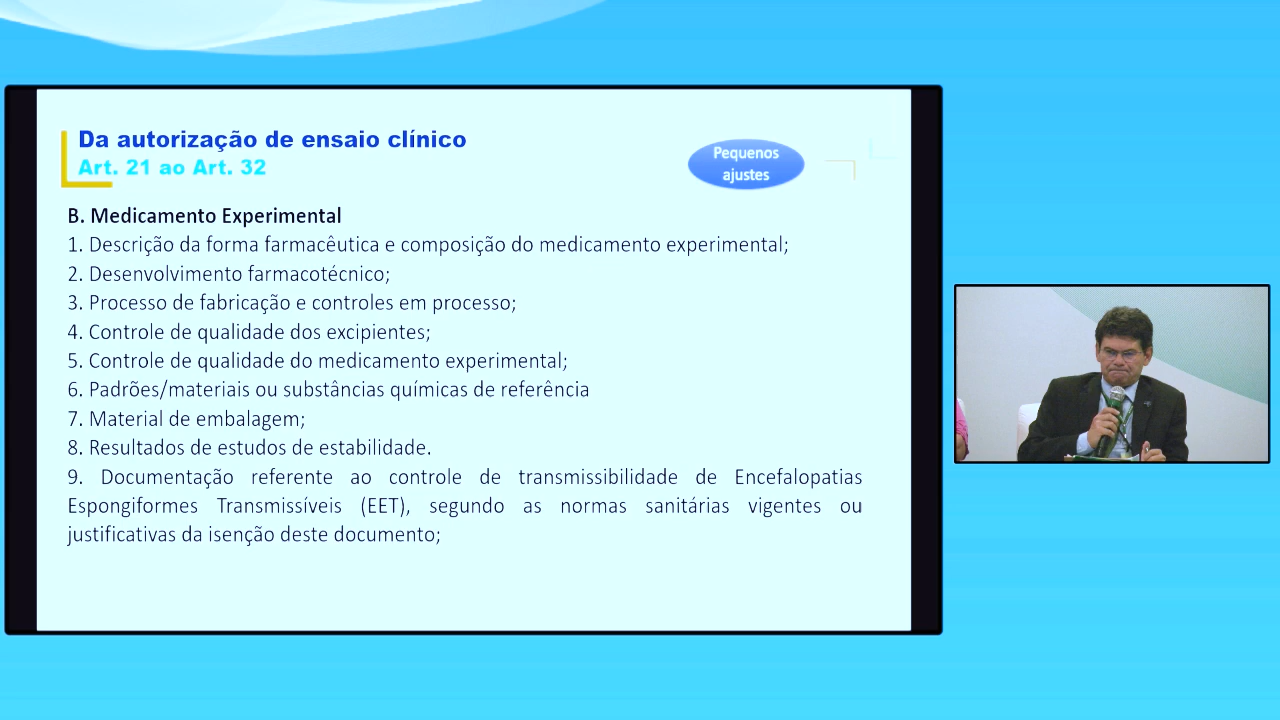 Da autorização de ensaio clínico
Art. 21 ao Art. 32
Pequenos
ajustes
B. Medicamento Experimental
1. Descrição da forma farmacêutica e composição do medicamento experimental;
2. Desenvolvimento farmacotécnico;
3. Processo de fabricação e controles em processo;
4. Controle de qualidade dos excipientes;
5. Controle de qualidade do medicamento experimental;
6. Padrões/materiais ou substâncias químicas de referência
7. Material de embalagem;
8. Resultados de estudos de estabilidade.
9. Documentação referente ao controle de transmissibilidade de Encefalopatias
Espongiformes Transmissíveis (EET), segundo as normas sanitárias vigentes ou
justificativas da isenção deste documento;